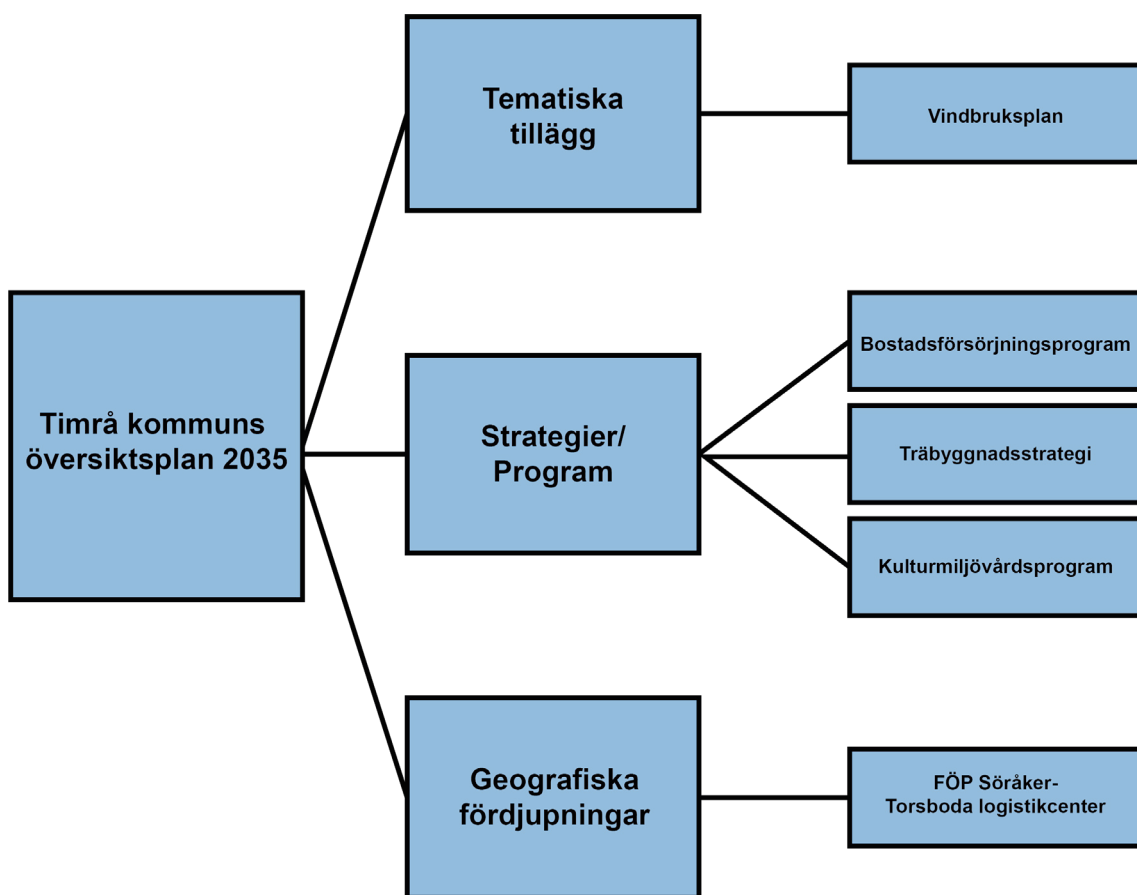 Tematiska
tillägg
Vindbruksplan
Timrå kommuns
översiktsplan 2035
Strategier/
Program
Bostadsförsörjningsprogram
Träbyggnadsstrategi
Kulturmiljövårdsprogram
Geografiska
fördjupningar
FÖP Söråker-
Torsboda logistikcenter